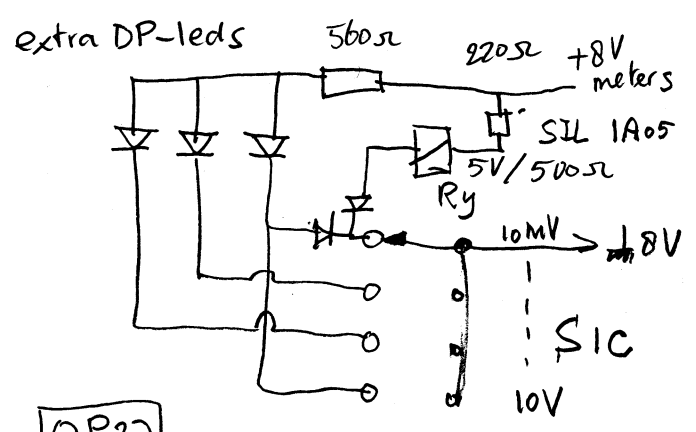 extra DP-leds
560Ω
220Ω
+8V
meters
SIL 1A05
5V/500Ω
Ry
10mV
8V
S1c
10V